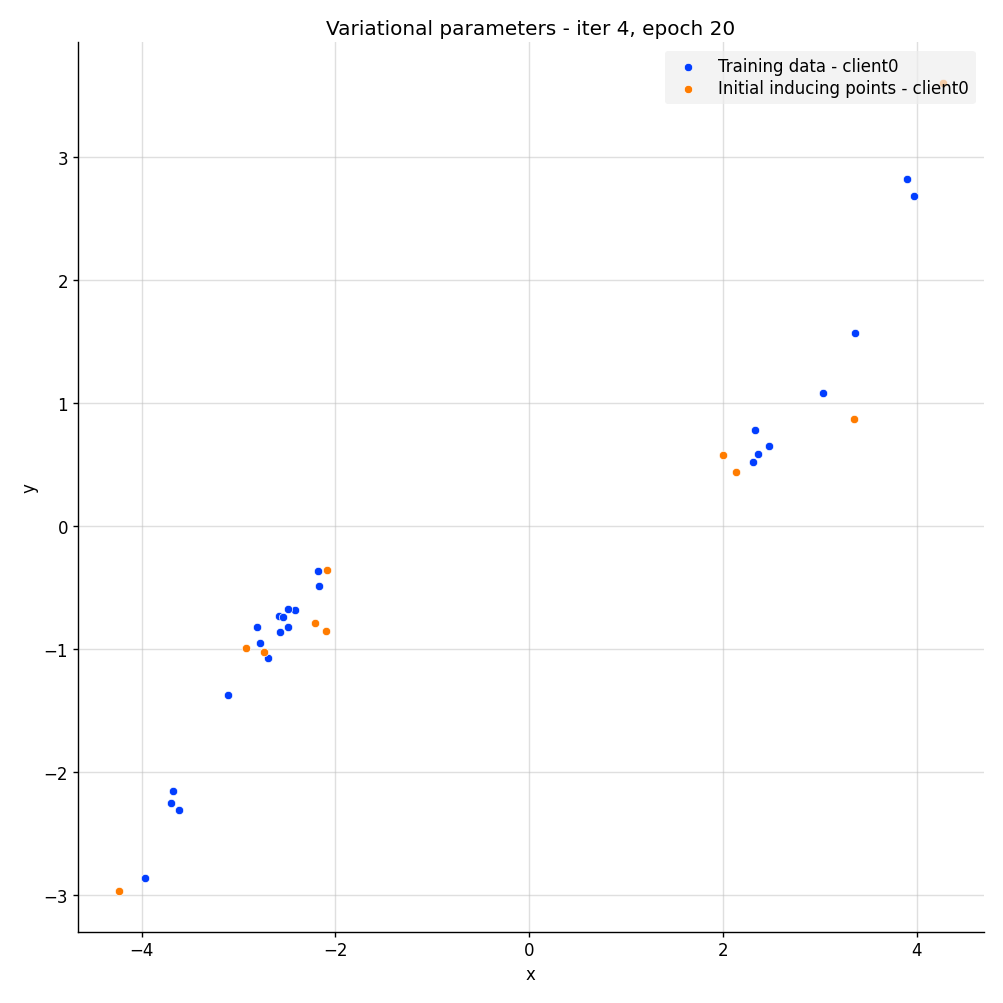 Variational parameters - iter 4, epoch 20
Training data - client0
Initial inducing points - client0
3
2
1
0
−1
−2
−3
y
−4
−2
0
2
4
x